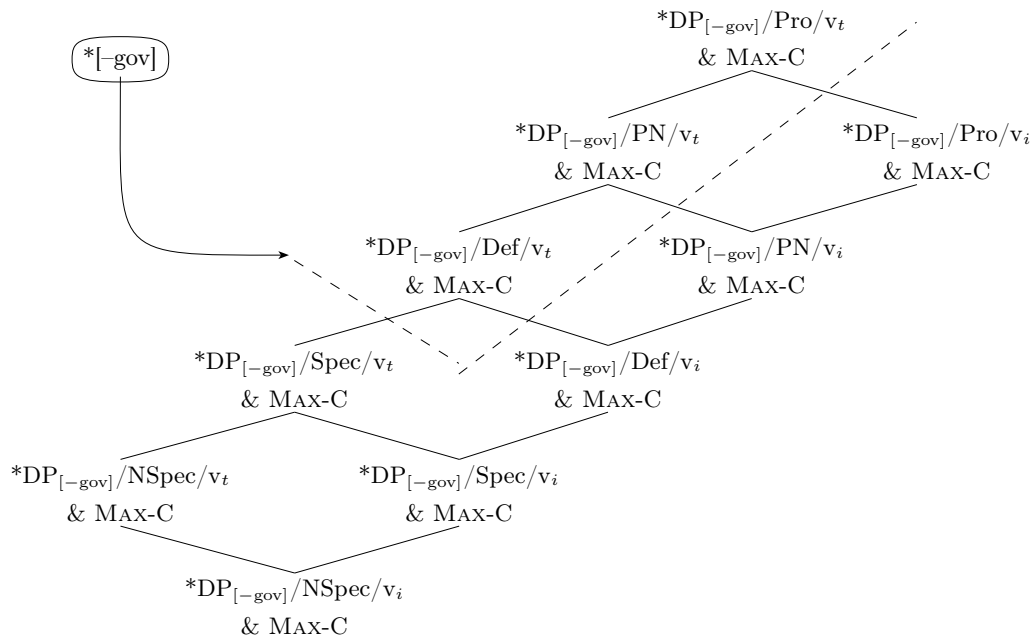 *DP[−gov]/Pro/vt
& MAX-C
*[–gov]
*DP[−gov]/PN/vt
& MAX-C
*DP[−gov]/Pro/vi
& MAX-C
*DP[−gov]/Def/vt
& MAX-C
*DP[−gov]/PN/vi
& MAX-C
*DP[−gov]/Spec/vt
& MAX-C
*DP[−gov]/Def/vi
& MAX-C
*DP[−gov]/NSpec/vt
& MAX-C
*DP[−gov]/Spec/vi
& MAX-C
*DP[−gov]/NSpec/vi
& MAX-C